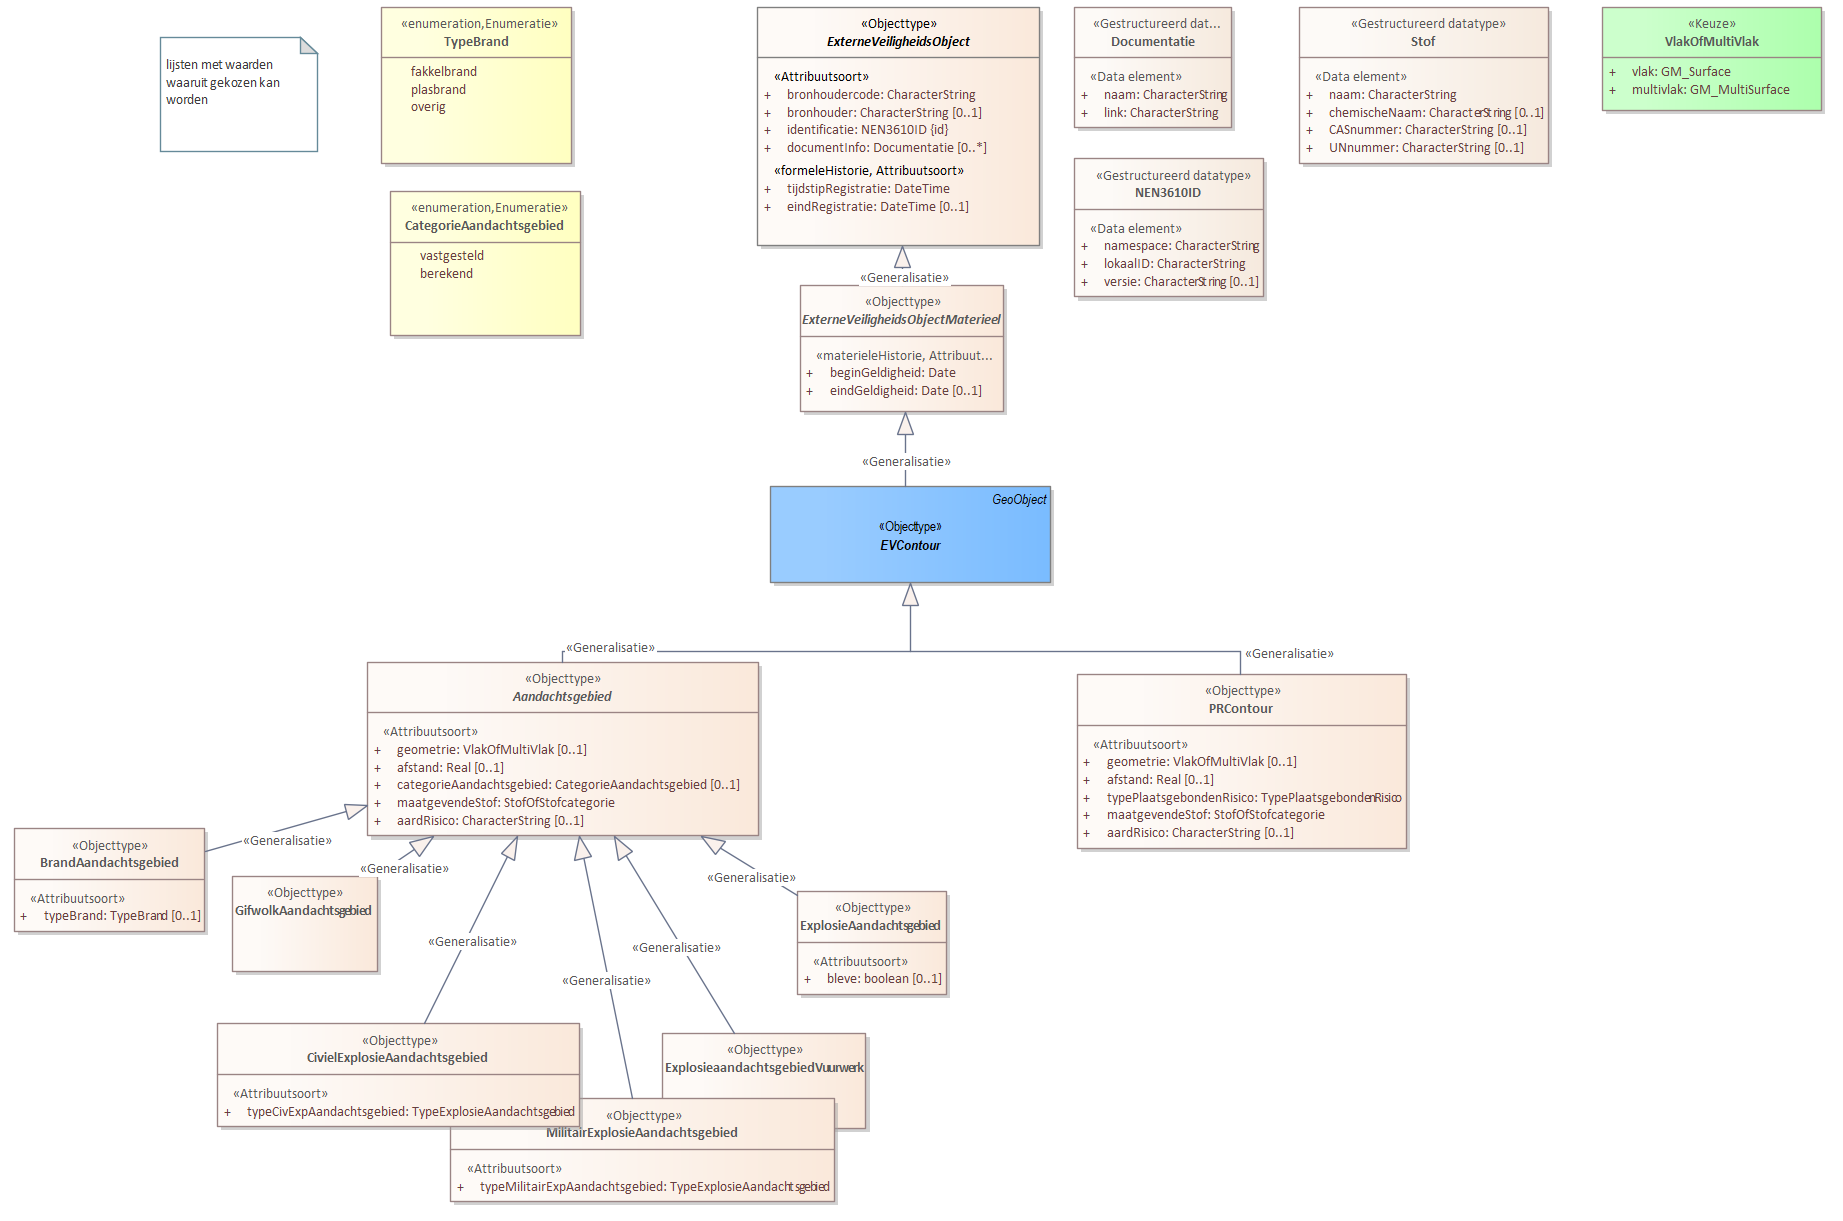 lijsten met waarden
waaruit gekozen kan
worden
«enumeration,Enumeratie»
TypeBrand
fakkelbrand
plasbrand
overig
«enumeration,Enumeratie»
CategorieAandachtsgebied
vastgesteld
berekend
«Objecttype»
ExterneVeiligheidsObject
«Attribuutsoort»
+ bronhoudercode: CharacterString
+ bronhouder: CharacterString [0..1]
+ identificatie: NEN3610ID {id}
+ documentInfo: Documentatie [0..*]
«formeleHistorie, Attribuutsoort»
+ tijdstipRegistratie: DateTime
+ eindRegistratie: DateTime [0..1]
«Gestructureerd dat...
Documentatie
«Data element»
+ naam: CharacterString
+ link: CharacterString
«Gestructureerd datatype»
NEN3610ID
«Data element»
+ namespace: CharacterString
+ lokaalID: CharacterString
+ versie: CharacterString [0..1]
«Gestructureerd datatype»
Stof
«Data element»
+ naam: CharacterString
+ chemischeNaam: CharacterString [0..1]
+ CASnummer: CharacterString [0..1]
+ UNnummer: CharacterString [0..1]
«Keuze»
VlakOfMultiVlak
+ vlak: GM_Surface
+ multivlak: GM_MultiSurface
«Generalisatie»
«Objecttype»
ExterneVeiligheidsObjectMaterieel
«materieleHistorie, Attribuut...
+ beginGeldigheid: Date
+ eindGeldigheid: Date [0..1]
«Generalisatie»
GeoObject
«Objecttype»
EVContour
«Generalisatie»
«Generalisatie»
«Objecttype»
Aandachtsgebied
«Attribuutsoort»
+ geometrie: VlakOfMultiVlak [0..1]
+ afstand: Real [0..1]
+ categorieAandachtsgebied: CategorieAandachtsgebied [0..1]
+ maatgevendeStof: StofOfStofcategorie
+ aardRisico: CharacterString [0..1]
«Objecttype»
PRContour
«Attribuutsoort»
+ geometrie: VlakOfMultiVlak [0..1]
+ afstand: Real [0..1]
+ typePlaatsgebondenRisico: TypePlaatsgebondenRisico
+ maatgevendeStof: StofOfStofcategorie
+ aardRisico: CharacterString [0..1]
«Generalisatie»
«Objecttype»
BrandAandachtsgebied
«Attribuutsoort»
+ typeBrand: TypeBrand [0..1]
«Generalisatie»
«Objecttype»
GifwolkAandachtsgebied
«Generalisatie»
«Objecttype»
ExplosieAandachtsgebied
«Attribuutsoort»
+ bleve: boolean [0..1]
«Generalisatie»
«Generalisatie»
«Generalisatie»
«Objecttype»
CivielExplosieAandachtsgebied
«Attribuutsoort»
+ typeCivExpAandachtsgebied: TypeExplosieAandachtsgebied
«Objecttype»
ExplosieaandachtsgebiedVuurwerk
«Objecttype»
MilitairExplosieAandachtsgebied
«Attribuutsoort»
+ typeMilitairExpAandachtsgebied: TypeExplosieAandachtsgebied